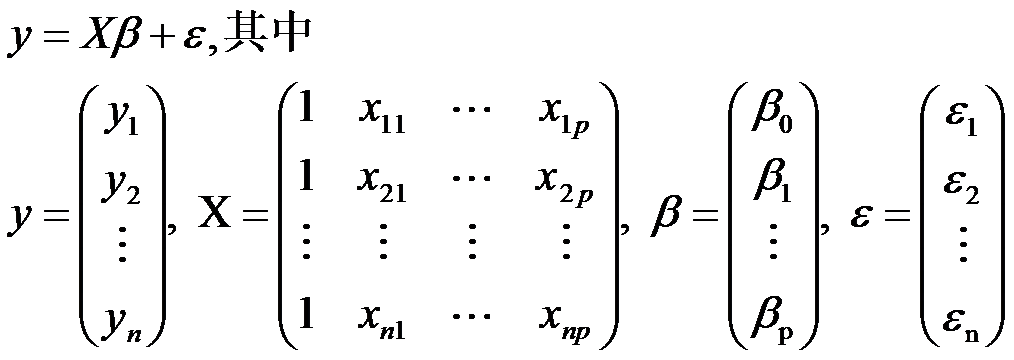 y = Xβ + ε, 其中
y = (y₁ y₂ ⋮ yₙ), X = (1 x₁₁ ⋯ x₁ₚ; 1 x₂₁ ⋯ x₂ₚ; ⋮ ⋮ ⋮ ⋮; 1 xₙ₁ ⋯ xₙₚ), β = (β₀ β₁ ⋮ βₚ), ε = (ε₁ ε₂ ⋮ εₙ)